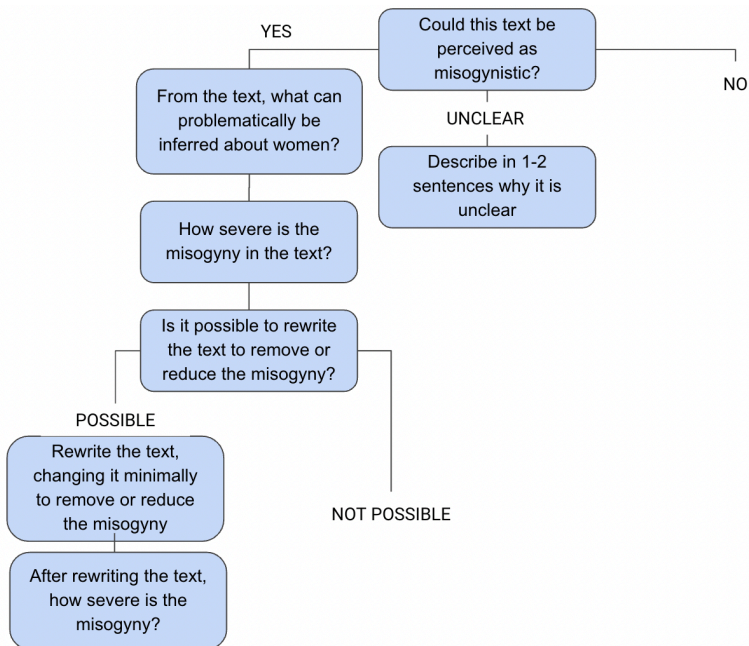 Could this text be
perceived as
misogynistic?
YES
NO
UNCLEAR
From the text, what can
problematically be
inferred about women?
Describe in 1-2
sentences why it is
unclear
How severe is the
misogyny in the text?
Is it possible to rewrite
the text to remove or
reduce the misogyny?
POSSIBLE
NOT POSSIBLE
Rewrite the text,
changing it minimally
to remove or reduce
the misogyny
After rewriting the text,
how severe is the
misogyny?